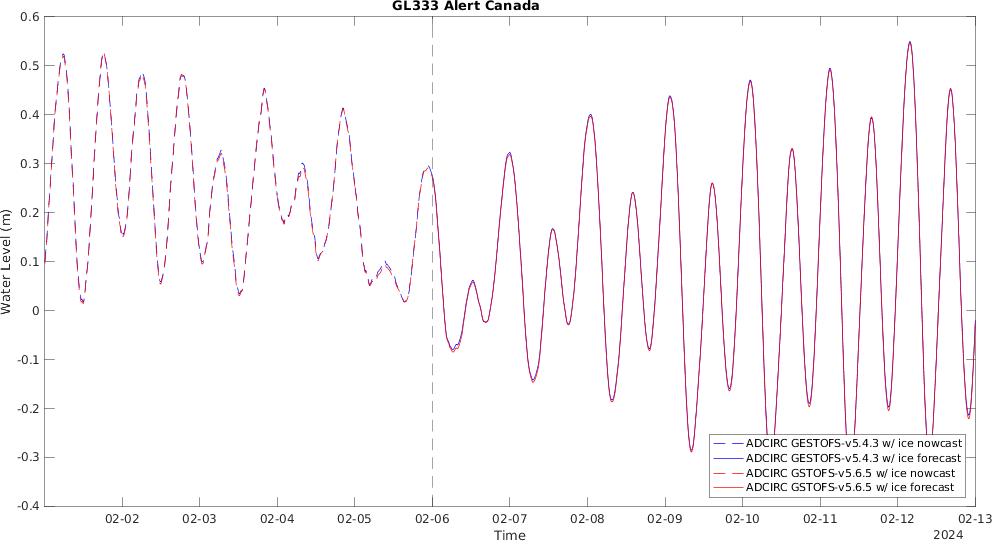 GL333 Alert Canada
0.6
0.5
0.4
0.3
0.2
0.1
0
-0.1
-0.2
-0.3
-0.4
Water Level (m)
ADCIRC GESTOFS-v5.4.3 w/ ice nowcast
ADCIRC GESTOFS-v5.4.3 w/ ice forecast
ADCIRC GSTOFS-v5.6.5 w/ ice nowcast
ADCIRC GSTOFS-v5.6.5 w/ ice forecast
02-02 02-03 02-04 02-05 02-06 02-07 02-08 02-09 02-10 02-11 02-12 02-13
Time
2024